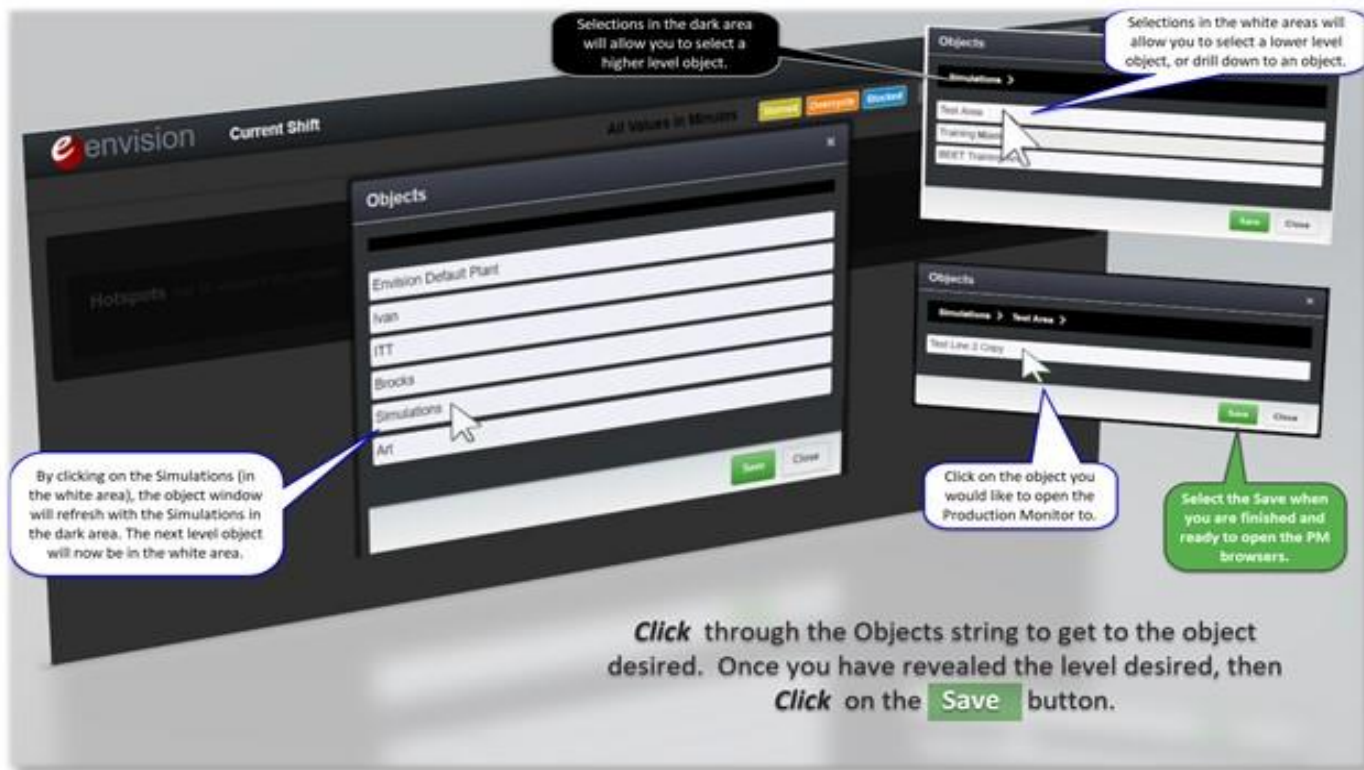 Selections in the dark area
will allow you to select a
higher level object.
Selections in the white areas will
allow you to select a lower level
object, or drill down to an object.
envision
Current Shift
All Values in Minutes
Starved
Overcycle
Blocked
Objects
Envision Default Plant
Ivan
ITT
Brocks
Simulations
Art
Save
Close
Hotspots
Objects
Simulations >
Test Area
Training
BEET Training
Save
Close
Objects
Simulations > Test Area >
Test Line 2 Copy
Save
Close
By clicking on the Simulations (in
the white area), the object window
will refresh with the Simulations in
the dark area. The next level object
will now be in the white area.
Click on the object you
would like to open the
Production Monitor to.
Select the Save when
you are finished and
ready to open the PM
browsers.
Click through the Objects string to get to the object
desired. Once you have revealed the level desired, then
Click on the Save button.